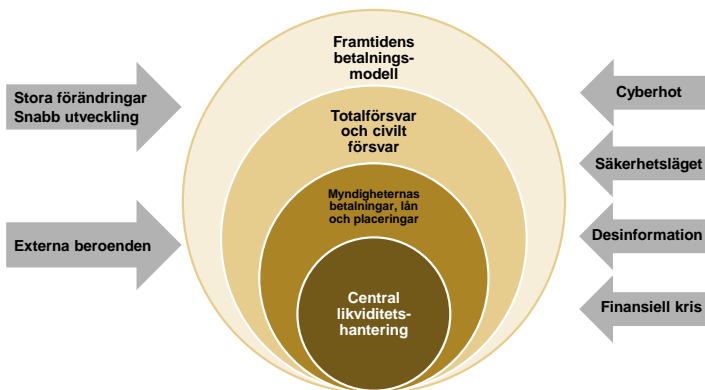 Framtidens
betalnings-
modell
Stora förändringar
Snabb utveckling
Cyberhot
Totalförsvar
och civilt
försvar
Säkerhetsläget
Myndigheternas
betalningar, lån
och placeringar
Externa beroenden
Desinformation
Central
likviditets-
hantering
Finansiell kris